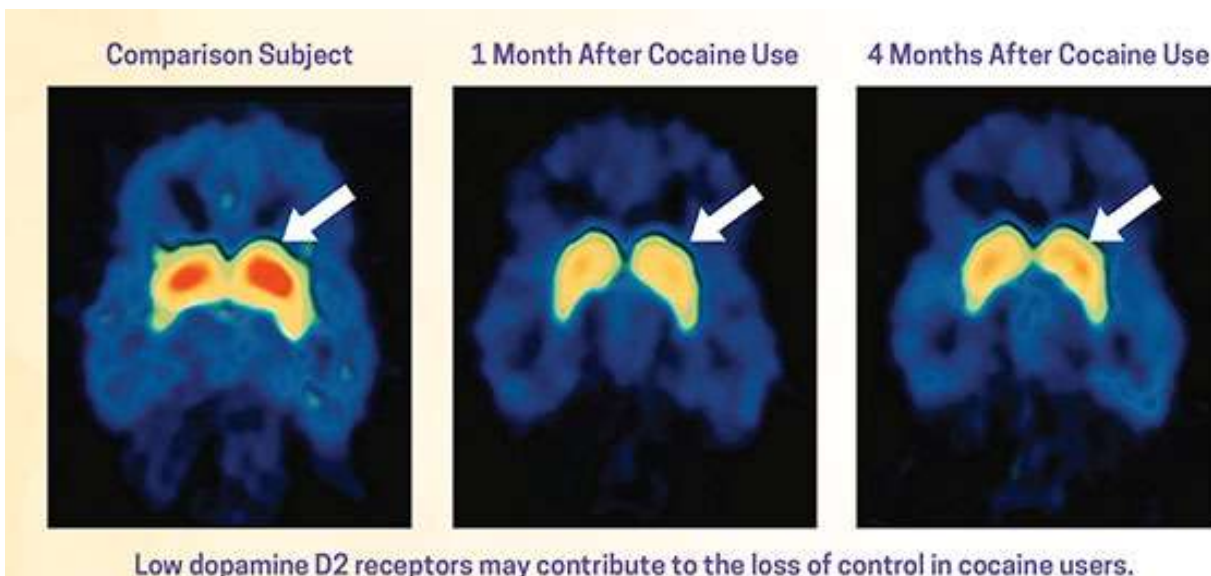 Comparison Subject
1 Month After Cocaine Use
4 Months After Cocaine Use
Low dopamine D2 receptors may contribute to the loss of control in cocaine users.